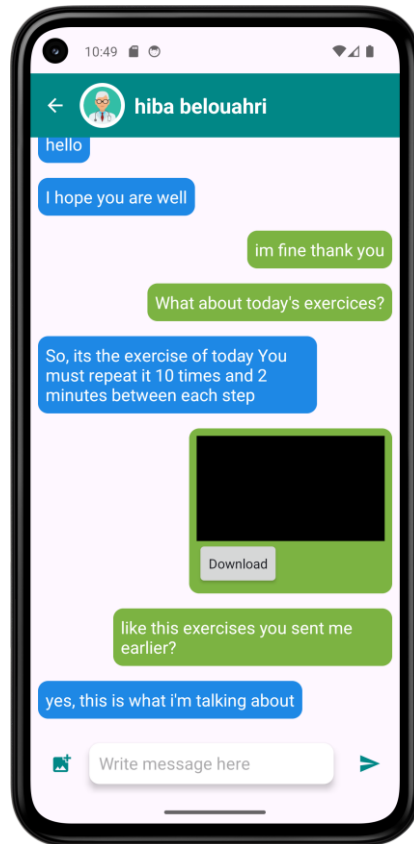 10:49
hiba belouahri
hello
I hope you are well
im fine thank you
What about today's exercices?
So, its the exercise of today You
must repeat it 10 times and 2
minutes between each step
Download
like this exercises you sent me
earlier?
yes, this is what i'm talking about
Write message here